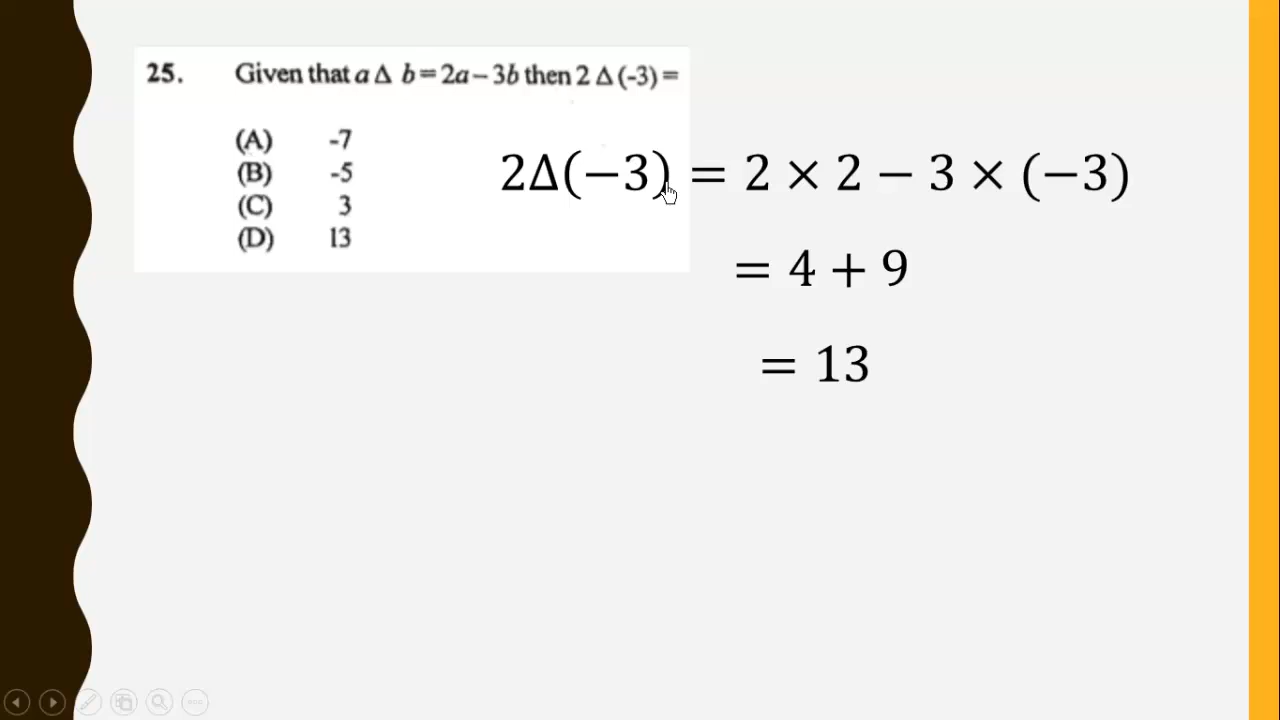 25. Given that a Δ b = 2a – 3b then 2 Δ (-3) =
(A) -7
(B) -5
(C) 3
(D) 13
2Δ(−3) = 2 × 2 − 3 × (−3)
= 4 + 9
= 13